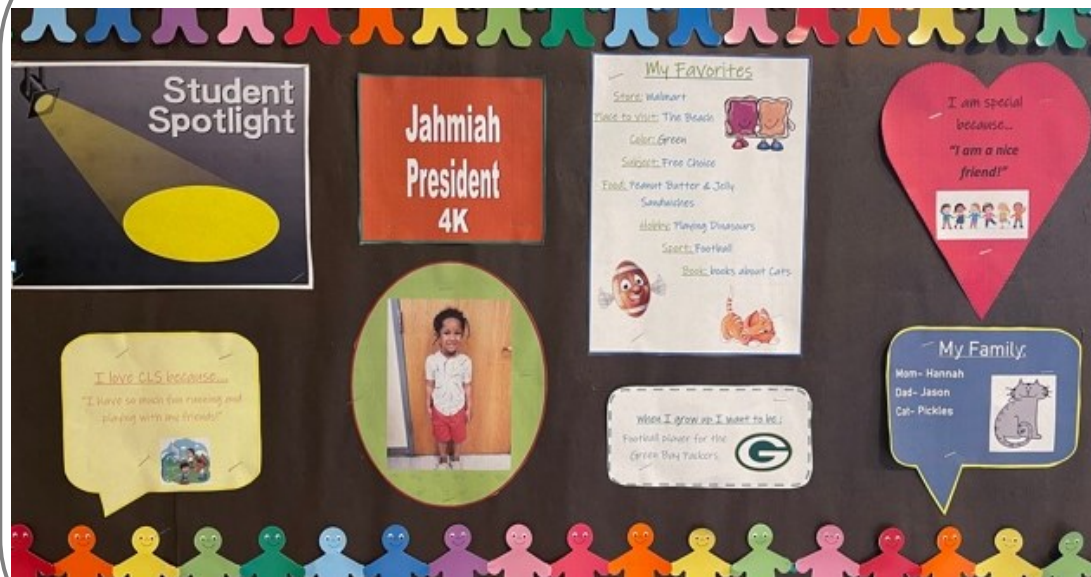 Student
Spotlight
Jahmiah
President
4K
My Favorites
Store: Walmart
Place to visit: The Beach
Color: Green
Subject: Free Choice
Food: Peanut Butter & Jelly
Sandwiches
Hobby: Playing Dinosaurs
Sport: Football
Book: books about Cats
I am special
because...
"I am a nice
friend!"
I love CLS because...
"I have so much fun running and
playing with my friends!"
When I grow up I want to be:
Football player for the
Green Bay Packers
G
My Family:
Mom- Hannah
Dad- Jason
Cat- Pickles